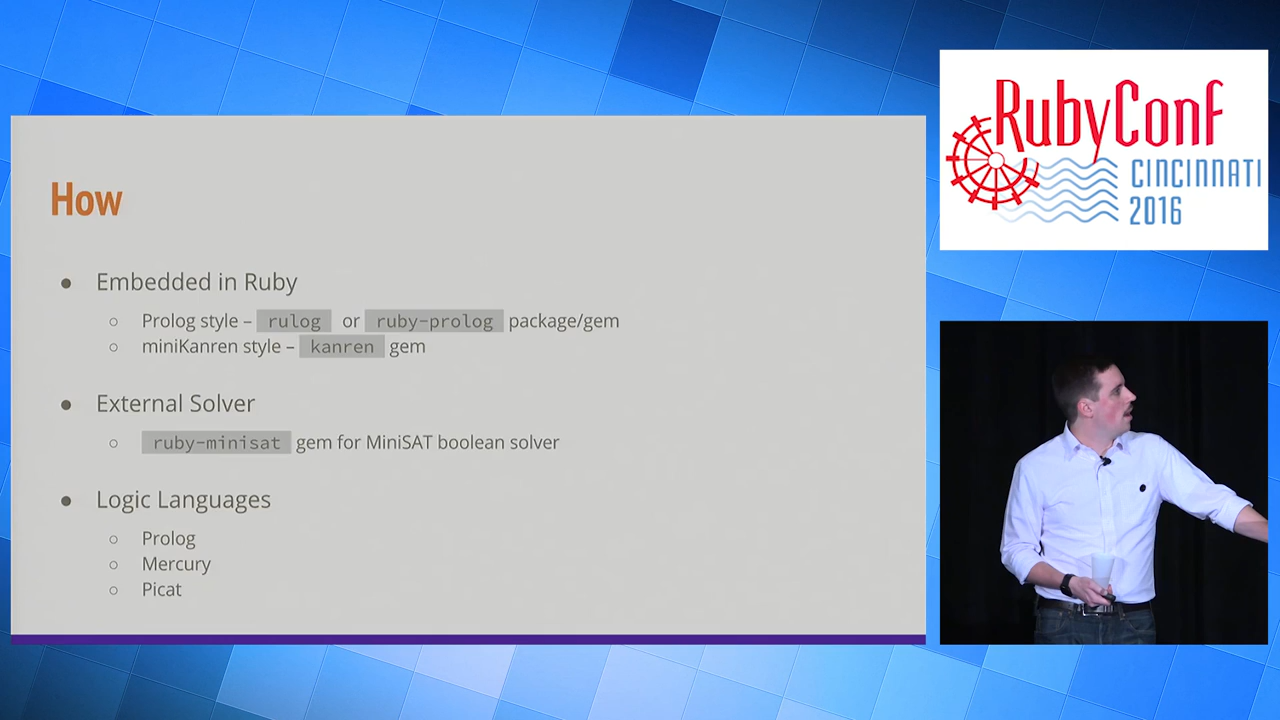 How
● Embedded in Ruby
○ Prolog style – rulog or ruby-prolog package/gem
○ miniKanren style – kanren gem
● External Solver
○ ruby-minisat gem for MiniSAT boolean solver
● Logic Languages
○ Prolog
○ Mercury
○ Picat
RubyConf
CINCINNATI
2016